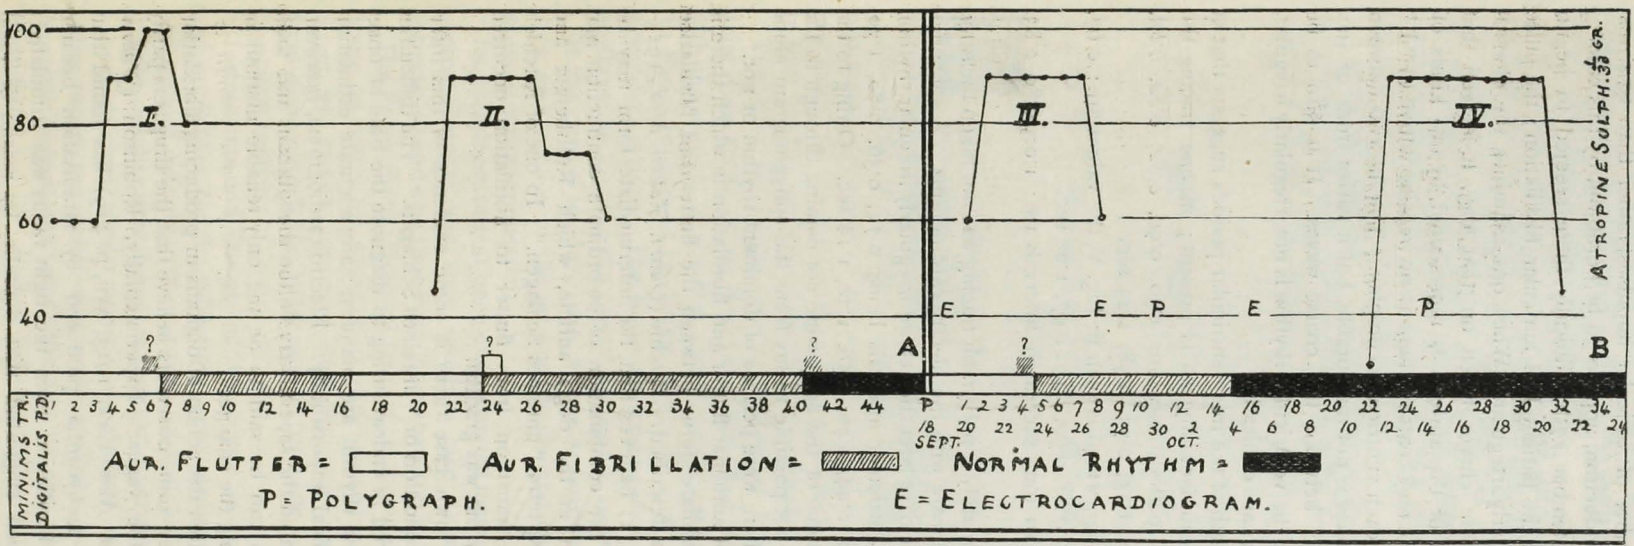 100
80
60
40
I.
II.
III.
IV.
? ? ? ?
A
B
E E P E P
ATROPINE SULPH. 1/33 GR.
MINIMS TR.
DIGITALIS. P.D.
1 2 3 4 5 6 7 8 9 10 12 14 16 18 20 22 24 26 28 30 32 34 36 38 40 42 44 P 1 2 3 4 5 6 7 8 9 10 12 14 16 18 20 22 24 26 28 30 32 34
18 20 22 24 26 28 30 2 4 6 8 10 12 14 16 18 20 22 24
SEPT. OCT.
AUR. FLUTTER = AUR. FIBRILLATION = NORMAL RHYTHM =
P = POLYGRAPH. E = ELECTROCARDIOGRAM.